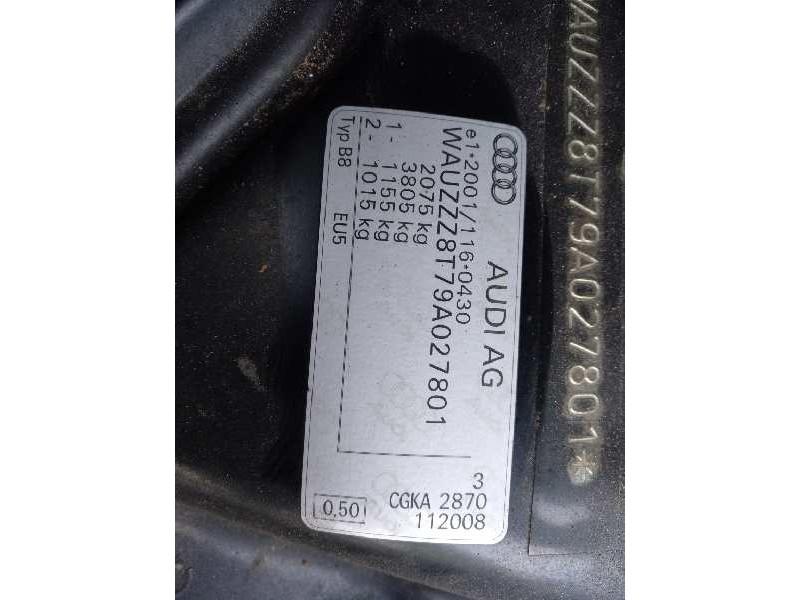 AUDI AG
e1*2001/116*0430
WAUZZZ8T79A027801
2075 kg
3805 kg
1 - 1155 kg
2 - 1015 kg
Typ B8 EU5
3
CGKA 2870
112008
0,50
WAUZZZ8T79A027801*